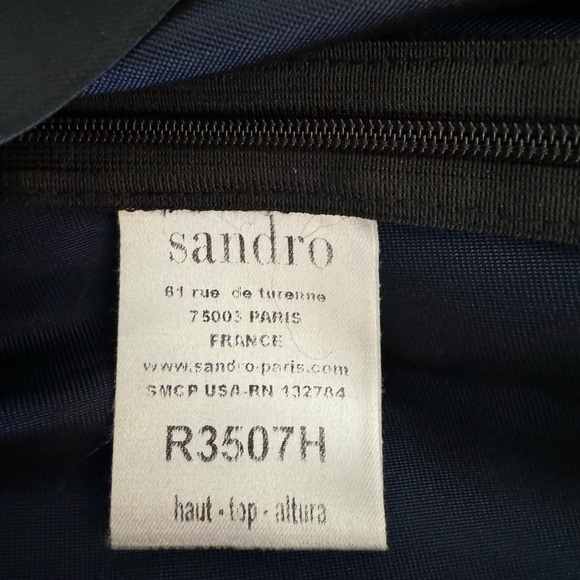 sandro
61 rue de turenne
75003 PARIS
FRANCE
www.sandro-paris.com
SMCP USA-RN 132784
R3507H
haut - top - altura